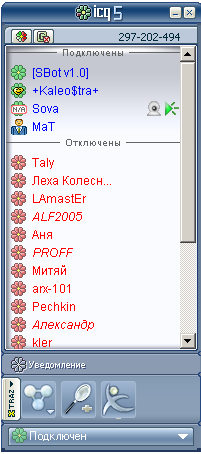 icq 5
297-202-494
Подключены
[SBot v1.0]
+Kaleo$tra+
N/A Sova
МаТ
Отключены
Taly
Леха Колесн...
LAmastEr
ALF2005
Аня
PROFF
Митяй
arx-101
Pechkin
Александр
kler
Уведомление
XTRAZ
Подключен